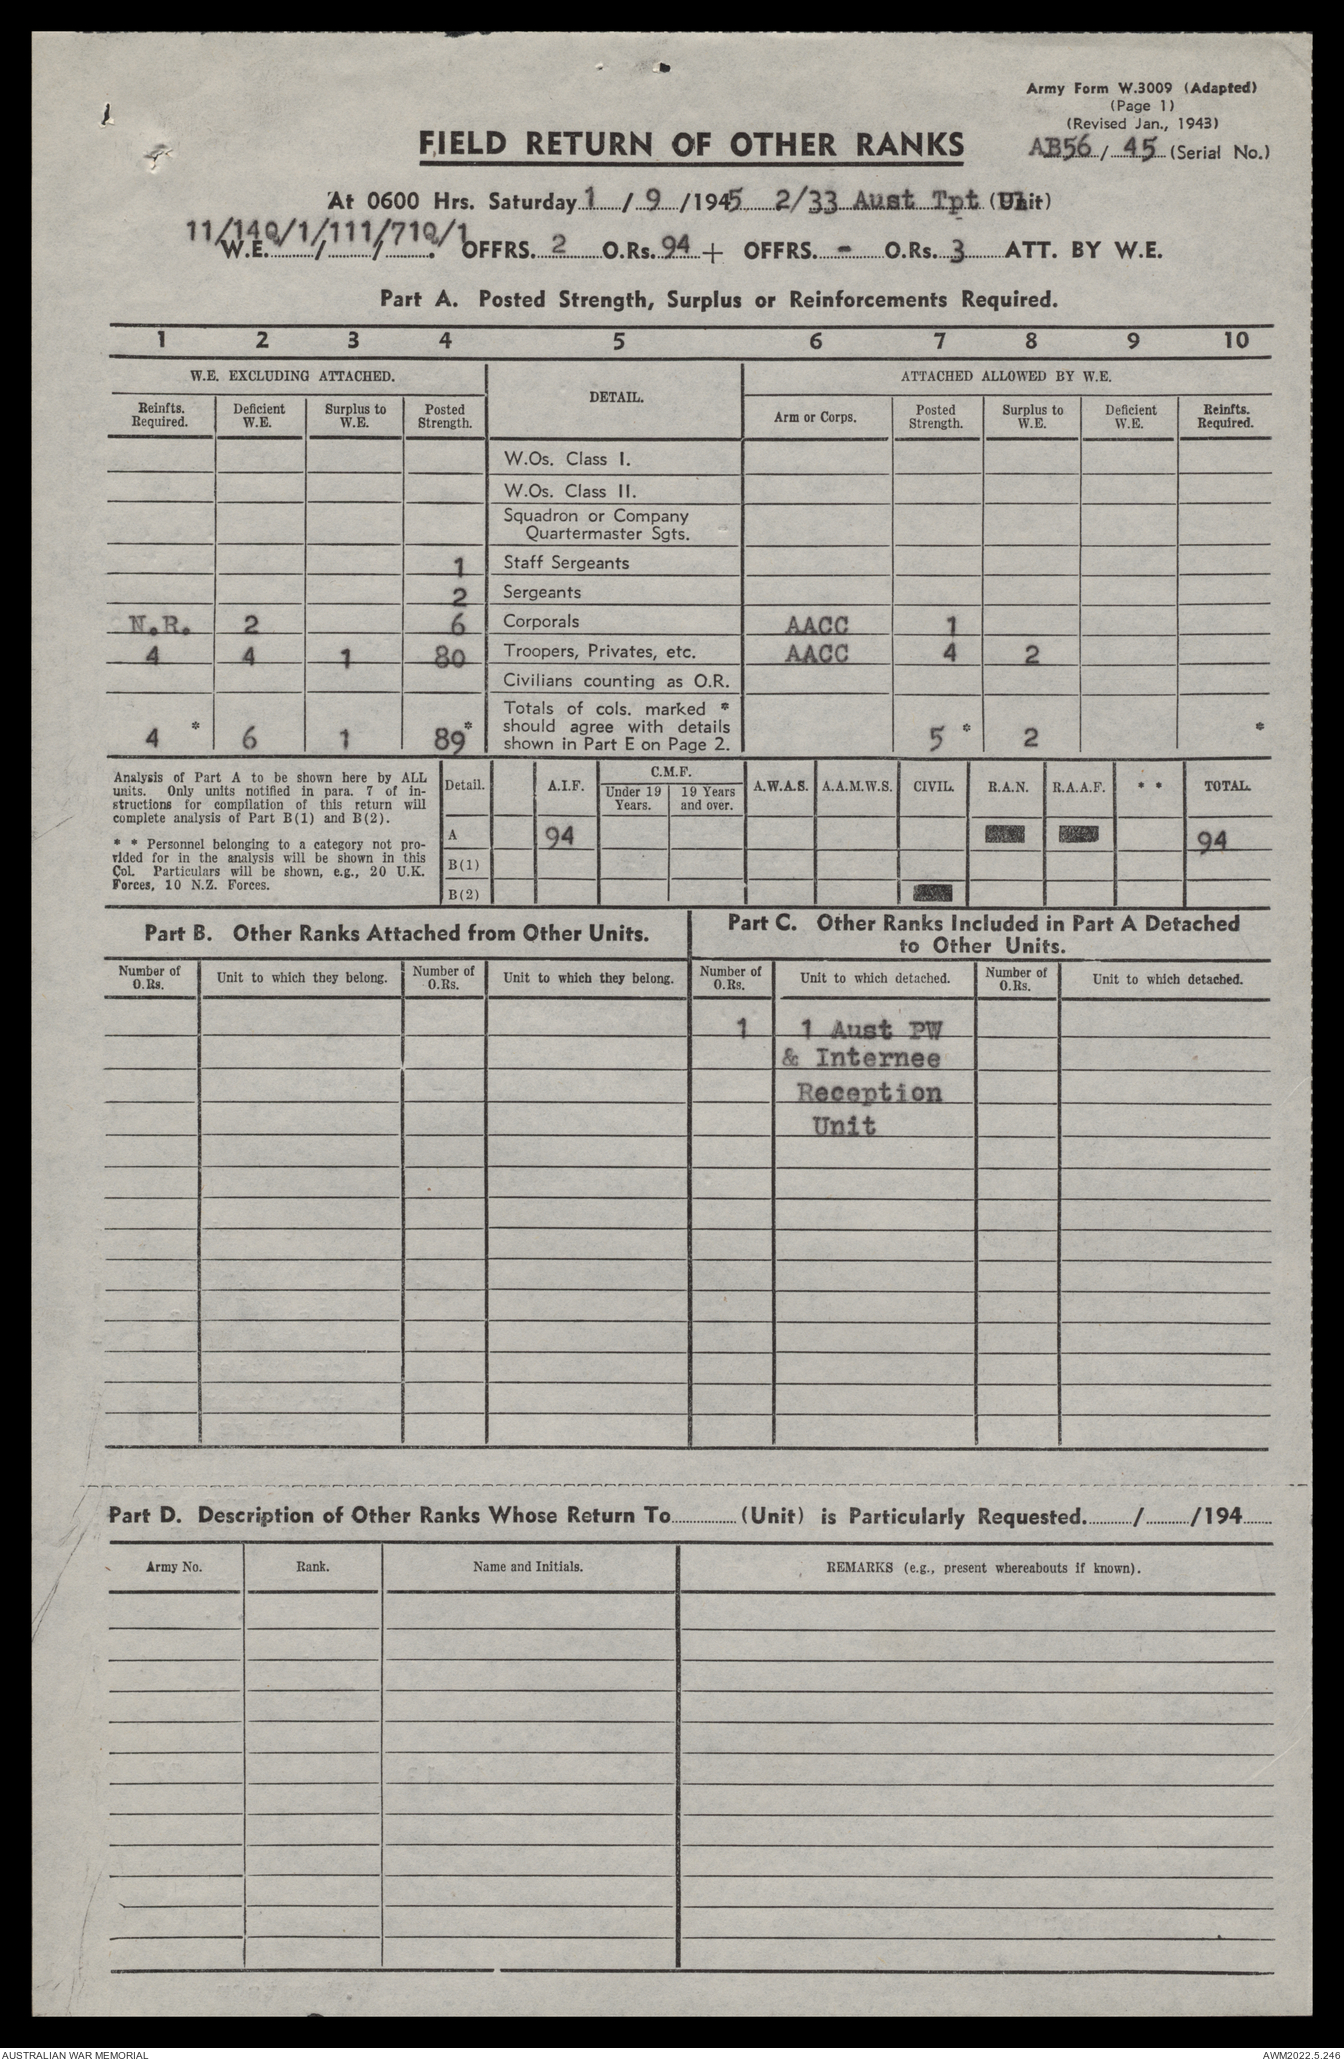 Army Form W.3009 (Adapted)
(Page 1)
(Revised Jan., 1943)
AB56/45 (Serial No.)
FIELD RETURN OF OTHER RANKS
At 0600 Hrs. Saturday 1/9/1945 2/33 Aust Tpt (Unit)
11/140/1/111/710/1
W.E. / / . OFFRS. 2 O.Rs. 94 + OFFRS. - O.Rs. 3 ATT. BY W.E.
Part A. Posted Strength, Surplus or Reinforcements Required.
1 2 3 4 5 6 7 8 9 10
W.E. EXCLUDING ATTACHED. DETAIL. ATTACHED ALLOWED BY W.E.
Reinfts. Required. Deficient W.E. Surplus to W.E. Posted Strength. Arm or Corps. Posted Strength. Surplus to W.E. Deficient W.E. Reinfts. Required.
W.Os. Class I.
W.Os. Class II.
Squadron or Company
Quartermaster Sgts.
1 Staff Sergeants
2 Sergeants
N.R. 2 6 Corporals AACC 1
4 4 1 80 Troopers, Privates, etc. AACC 4 2
Civilians counting as O.R.
Totals of cols. marked *
should agree with details
shown in Part E on Page 2.
4 * 6 1 89 * 5 * 2 *
Analysis of Part A to be shown here by ALL
units. Only units notified in para. 7 of in-
structions for compilation of this return will
complete analysis of Part B(1) and B(2).
* * Personnel belonging to a category not pro-
vided for in the analysis will be shown in this
Col. Particulars will be shown, e.g., 20 U.K.
Forces, 10 N.Z. Forces.
Detail. A.I.F. C.M.F. Under 19 Years. 19 Years and over. A.W.A.S. A.A.M.W.S. CIVIL. R.A.N. R.A.A.F. * * TOTAL.
A 94 94
B(1)
B(2)
Part B. Other Ranks Attached from Other Units.
Part C. Other Ranks Included in Part A Detached
to Other Units.
Number of O.Rs. Unit to which they belong. Number of O.Rs. Unit to which they belong. Number of O.Rs. Unit to which detached. Number of O.Rs. Unit to which detached.
1 1 Aust PW
& Internee
Reception
Unit
Part D. Description of Other Ranks Whose Return To (Unit) is Particularly Requested. / /194
Army No. Rank. Name and Initials. REMARKS (e.g., present whereabouts if known).
AUSTRALIAN WAR MEMORIAL AWM2022.5.246